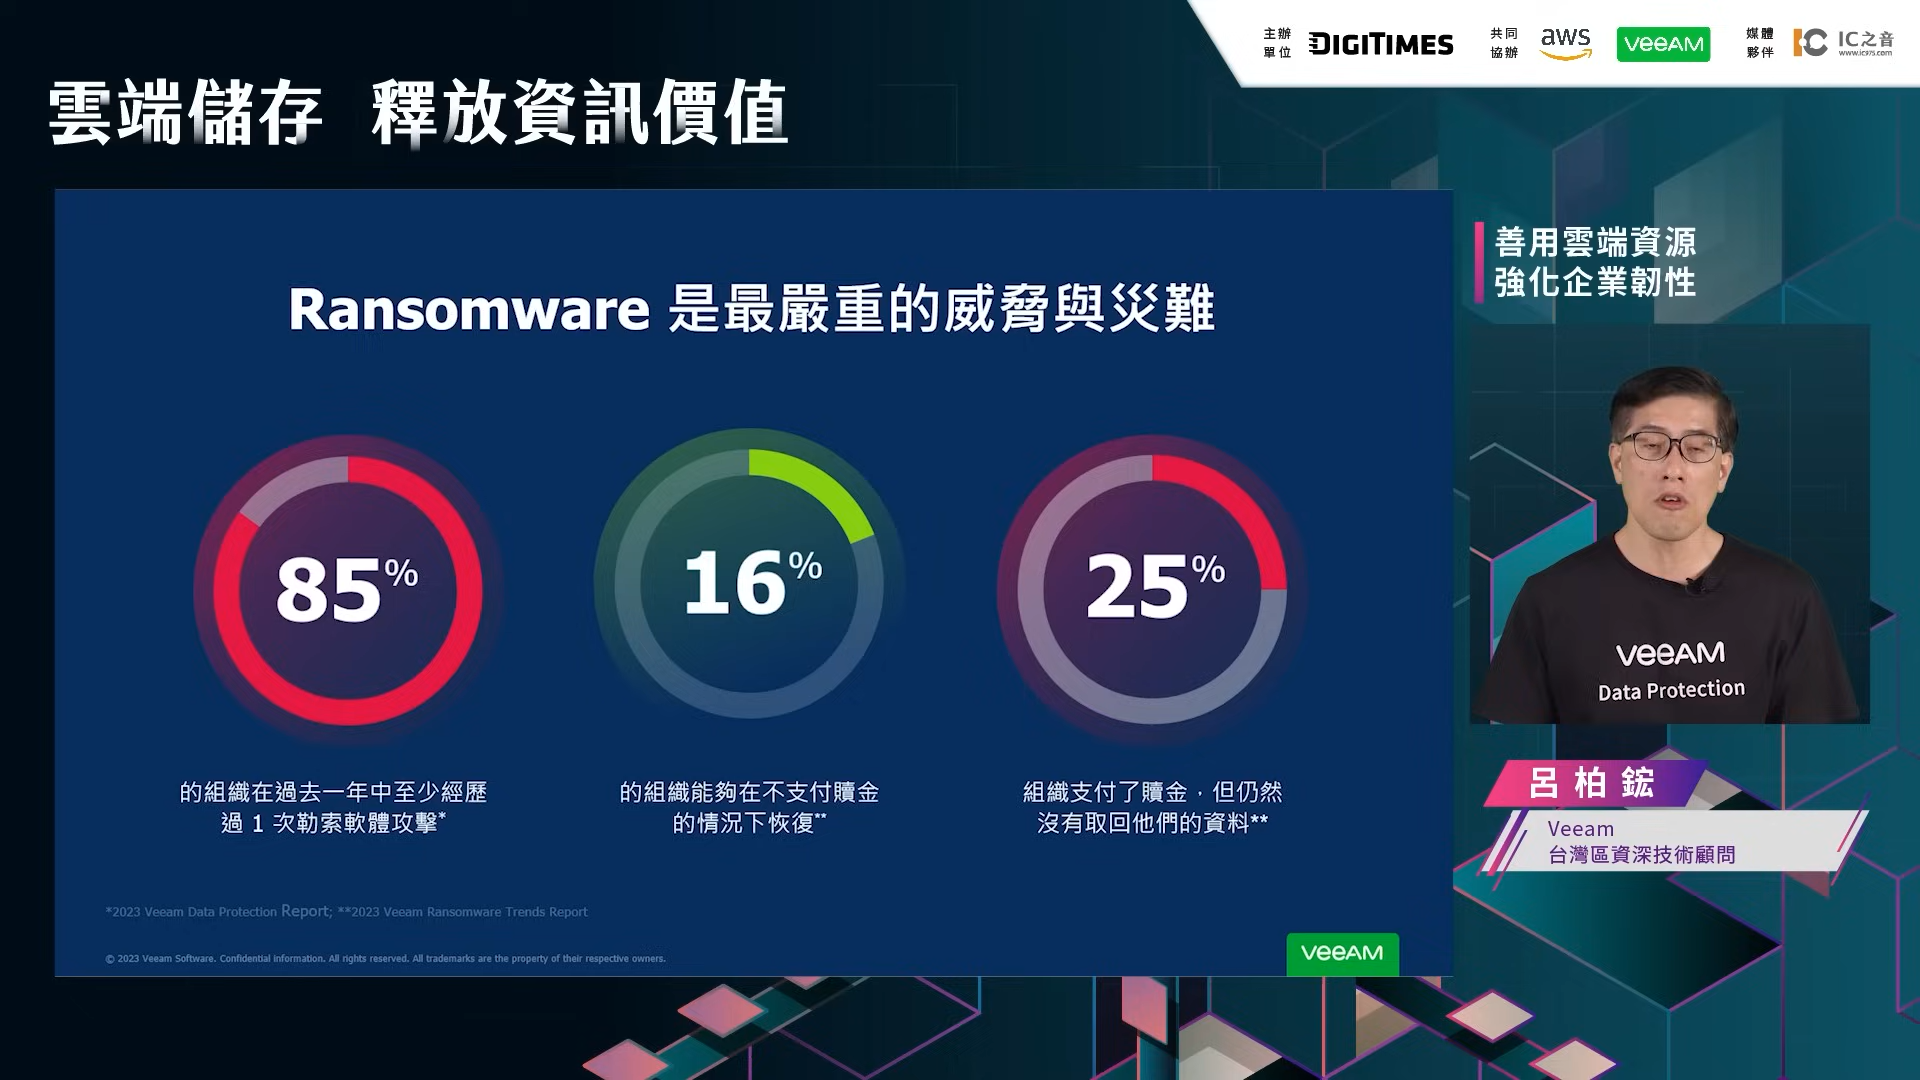 主辦
單位
DIGITIMES
共同
協辦
aws
veeAM
媒體
夥伴
IC之音
www.ic975.com
雲端儲存 釋放資訊價值
善用雲端資源
強化企業韌性
Ransomware 是最嚴重的威脅與災難
85%
16%
25%
的組織在過去一年中至少經歷
過 1 次勒索軟體攻擊*
的組織能夠在不支付贖金
的情況下恢復**
組織支付了贖金,但仍然
沒有取回他們的資料**
*2023 Veeam Data Protection Report; **2023 Veeam Ransomware Trends Report
© 2023 Veeam Software. Confidential information. All rights reserved. All trademarks are the property of their respective owners.
veeAM
veeAM
Data Protection
呂柏鋐
Veeam
台灣區資深技術顧問